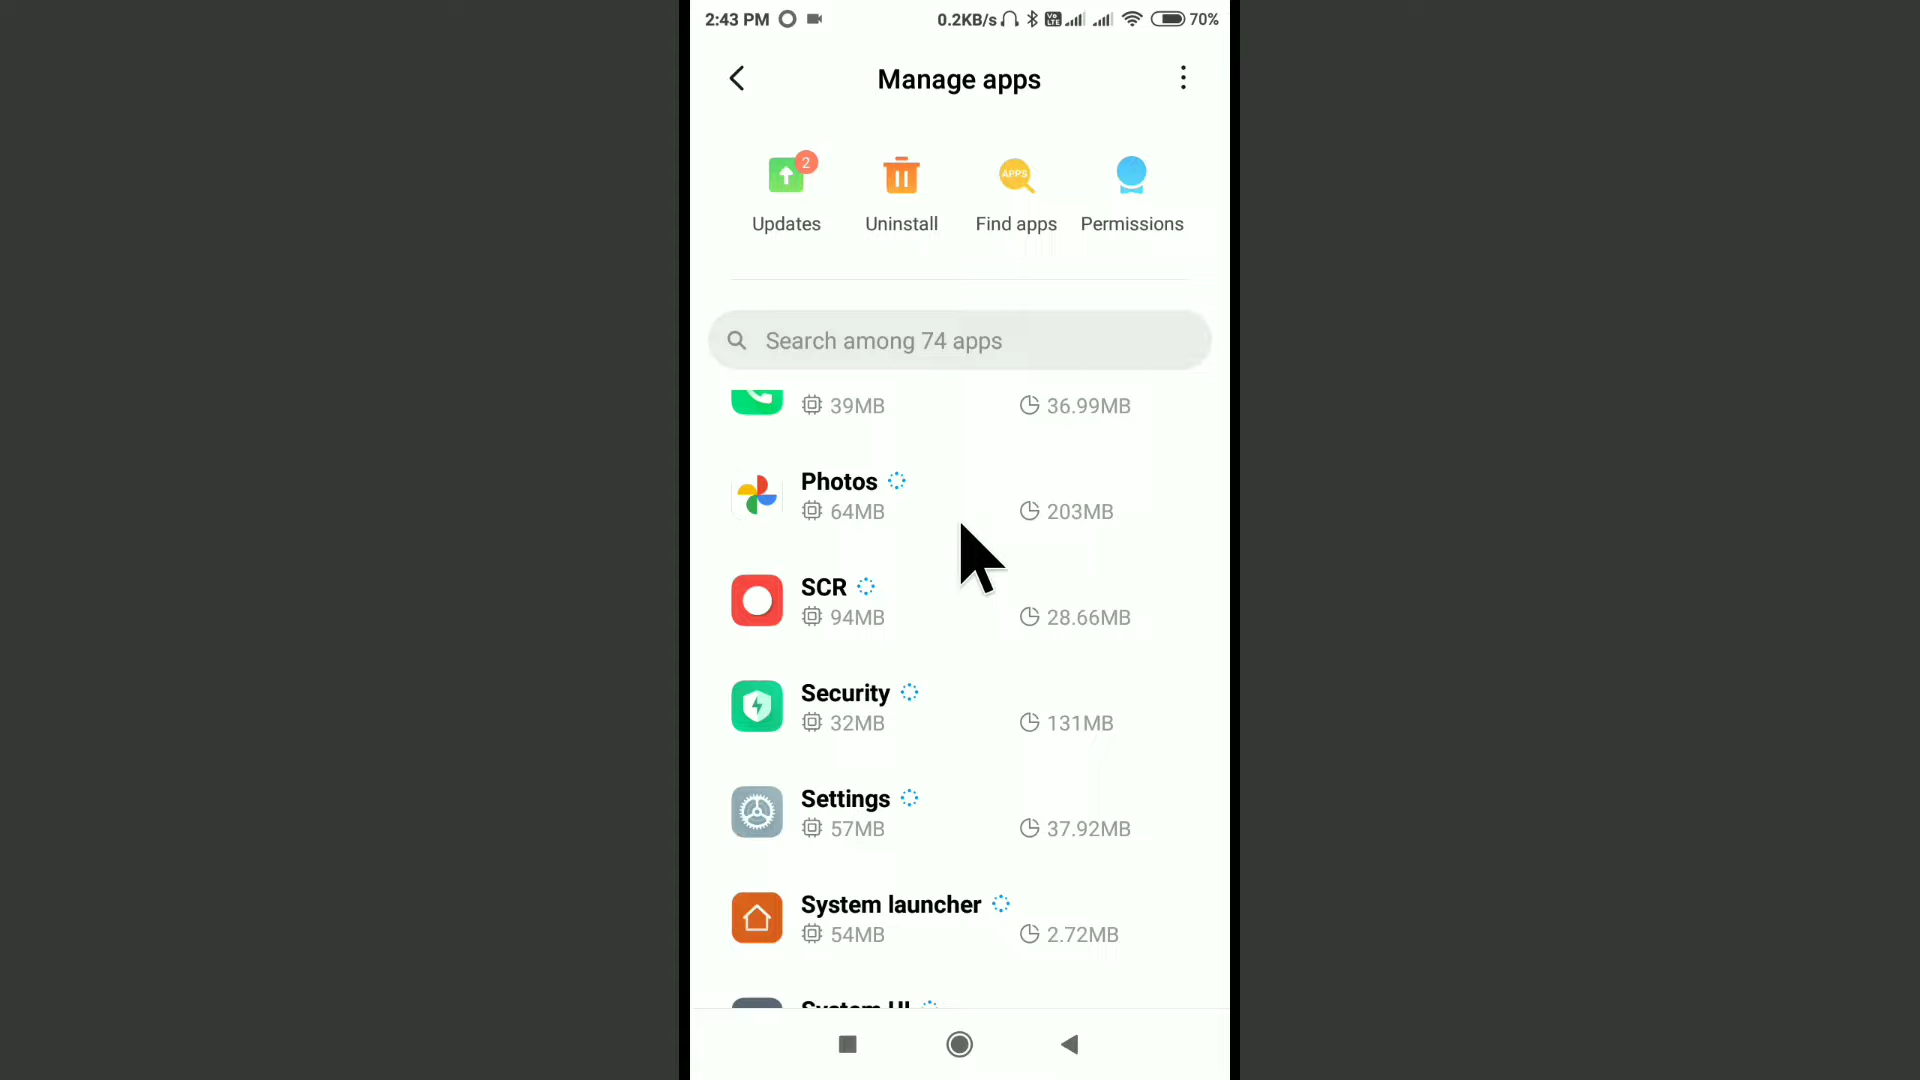 2:43 PM 0.2KB/s Vo LTE 70%
Manage apps
2
APPS
Updates Uninstall Find apps Permissions
Search among 74 apps
39MB 36.99MB
Photos
64MB 203MB
SCR
94MB 28.66MB
Security
32MB 131MB
Settings
57MB 37.92MB
System launcher
54MB 2.72MB
System UI